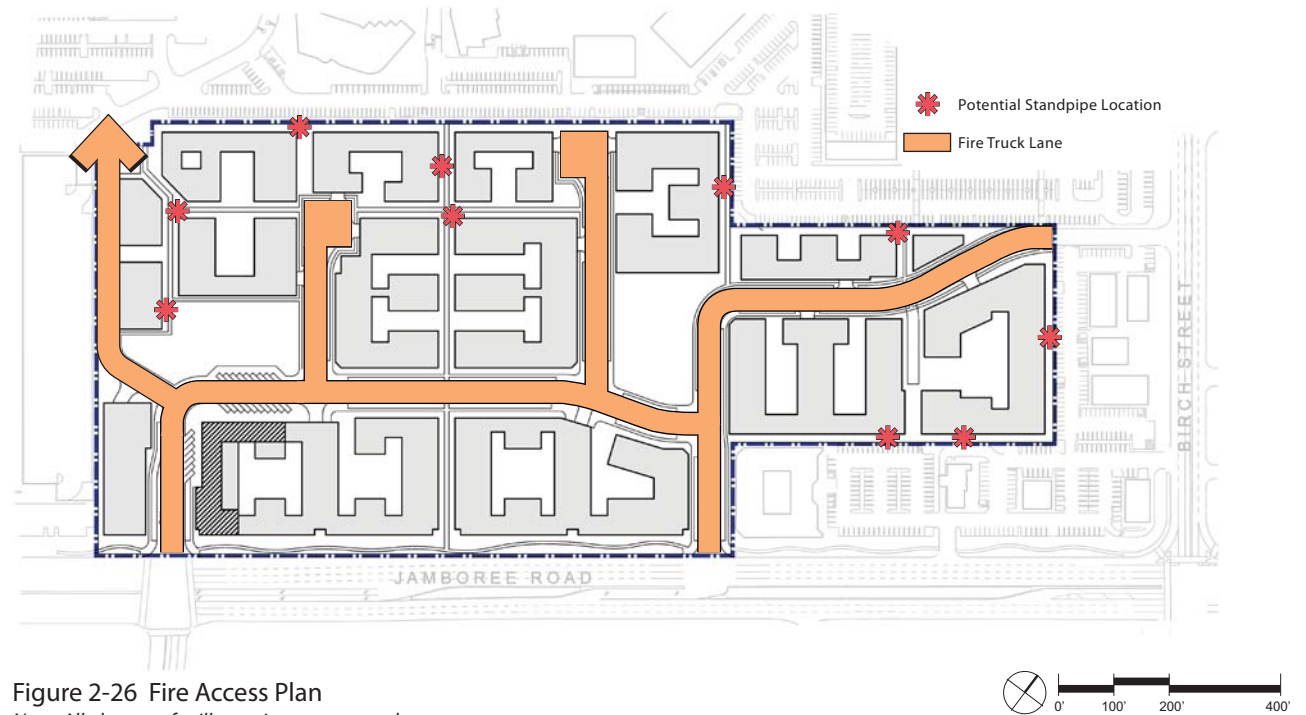 Potential Standpipe Location
Fire Truck Lane
BIRCH STREET
JAMBOREE ROAD
Figure 2-26 Fire Access Plan
0' 100' 200' 400'